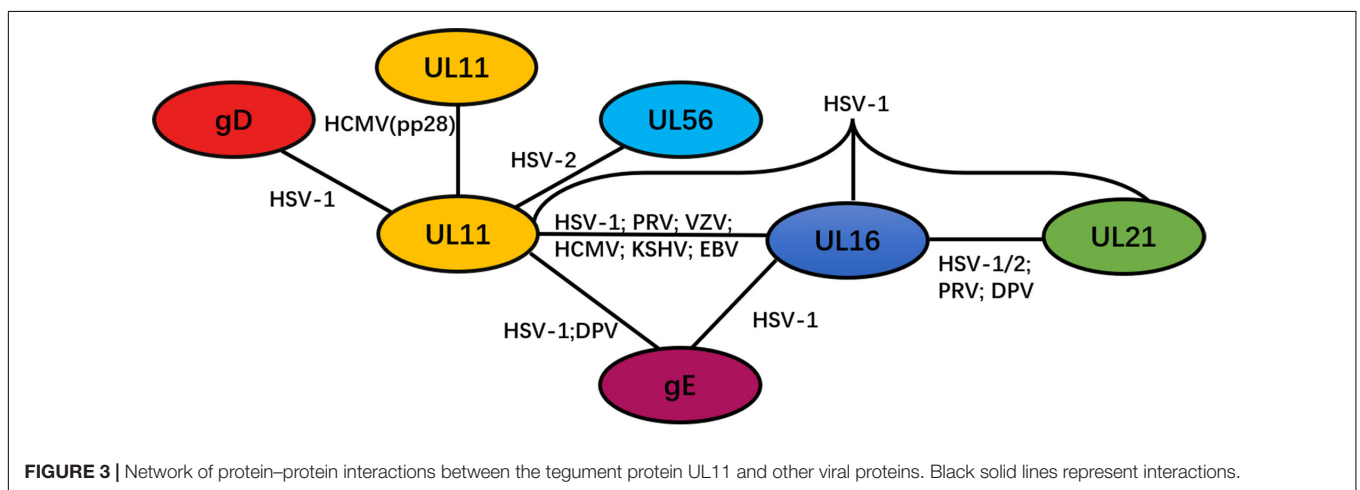 UL11
gD
HCMV(pp28)
UL56
HSV-1
HSV-2
HSV-1
UL11
HSV-1; PRV; VZV;
HCMV; KSHV; EBV
UL16
UL21
HSV-1/2;
PRV; DPV
HSV-1;DPV
HSV-1
gE
FIGURE 3 | Network of protein–protein interactions between the tegument protein UL11 and other viral proteins. Black solid lines represent interactions.